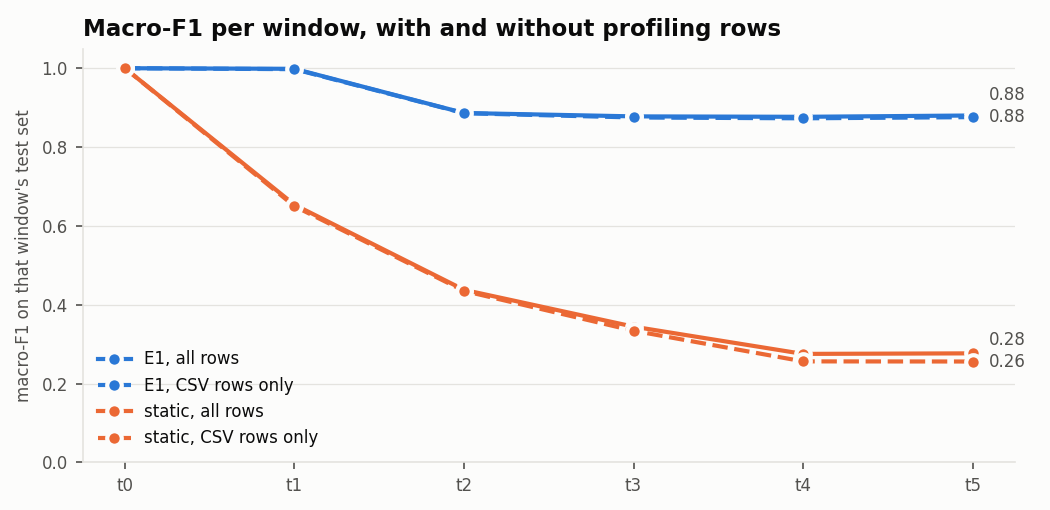 Macro-F1 per window, with and without profiling rows
macro-F1 on that window's test set
1.0
0.8
0.6
0.4
0.2
0.0
0.88
0.88
0.28
0.26
E1, all rows
E1, CSV rows only
static, all rows
static, CSV rows only
t0
t1
t2
t3
t4
t5